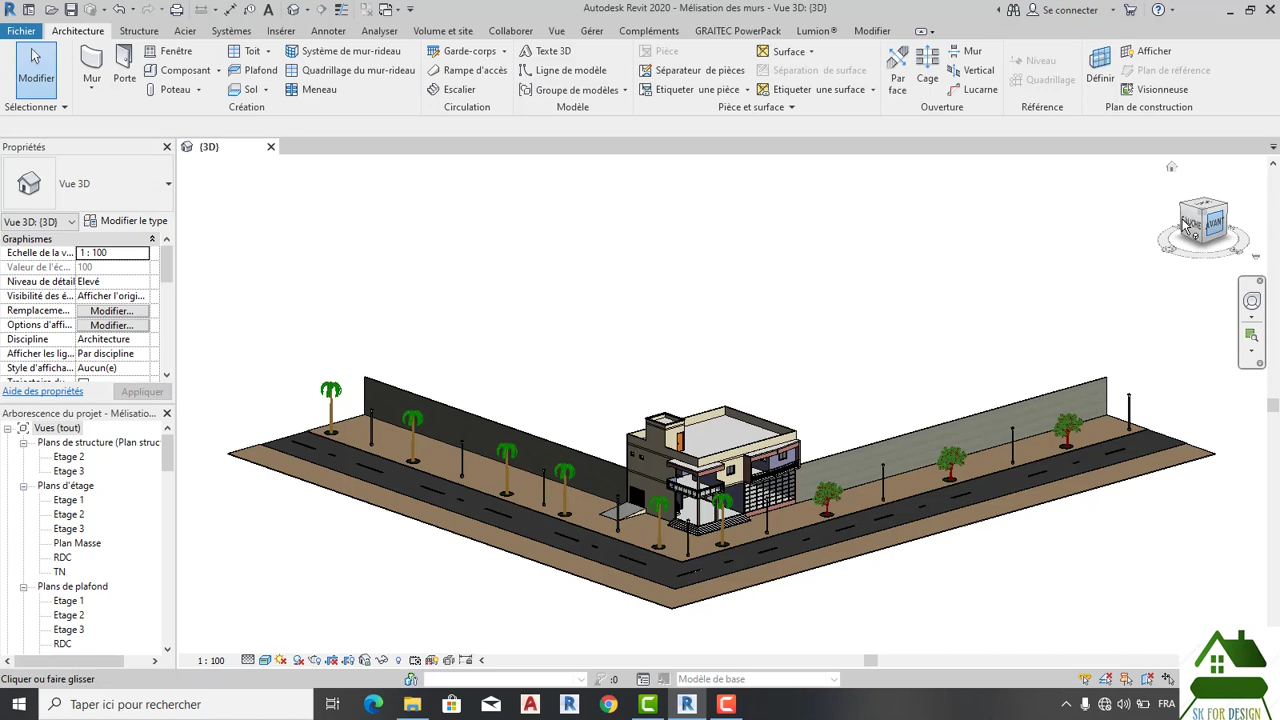 Autodesk Revit 2020 - Mélisation des murs - Vue 3D: {3D}
Se connecter
Fichier Architecture Structure Acier Systèmes Insérer Annoter Analyser Volume et site Collaborer Vue Gérer Compléments GRAITEC PowerPack Lumion® Modifier
Modifier
Sélectionner
Mur
Porte
Fenêtre
Composant
Poteau
Toit
Plafond
Sol
Système de mur-rideau
Quadrillage du mur-rideau
Meneau
Création
Garde-corps
Rampe d'accès
Escalier
Circulation
Texte 3D
Ligne de modèle
Groupe de modèles
Modèle
Pièce
Séparateur de pièces
Etiqueter une pièce
Surface
Séparation de surface
Etiqueter une surface
Pièce et surface
Par face
Cage
Mur
Vertical
Lucarne
Ouverture
Niveau
Quadrillage
Référence
Définir
Afficher
Plan de référence
Visionneuse
Plan de construction
Propriétés
{3D}
Vue 3D
Vue 3D: {3D}
Modifier le type
Graphismes
Echelle de la v... 1 : 100
Valeur de l'éc... 100
Niveau de détail Elevé
Visibilité des é... Afficher l'origi...
Remplaceme... Modifier...
Options d'affi... Modifier...
Discipline Architecture
Afficher les lig... Par discipline
Style d'afficha... Aucun(e)
Aide des propriétés
Appliquer
Arborescence du projet - Mélisation...
Vues (tout)
Plans de structure (Plan struc
Etage 2
Etage 3
Plans d'étage
Etage 1
Etage 2
Etage 3
Plan Masse
RDC
TN
Plans de plafond
Etage 1
Etage 2
Etage 3
RDC
AVANT
1 : 100
Cliquer ou faire glisser
:0
Modèle de base
Taper ici pour rechercher
FRA
SK FOR DESIGN